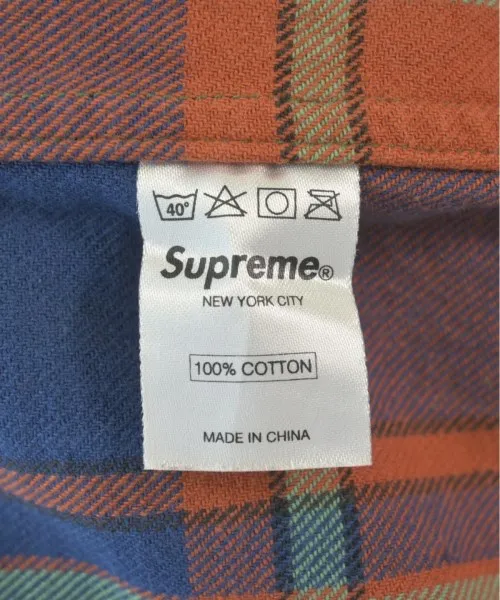 40°
Supreme®
NEW YORK CITY
100% COTTON
MADE IN CHINA